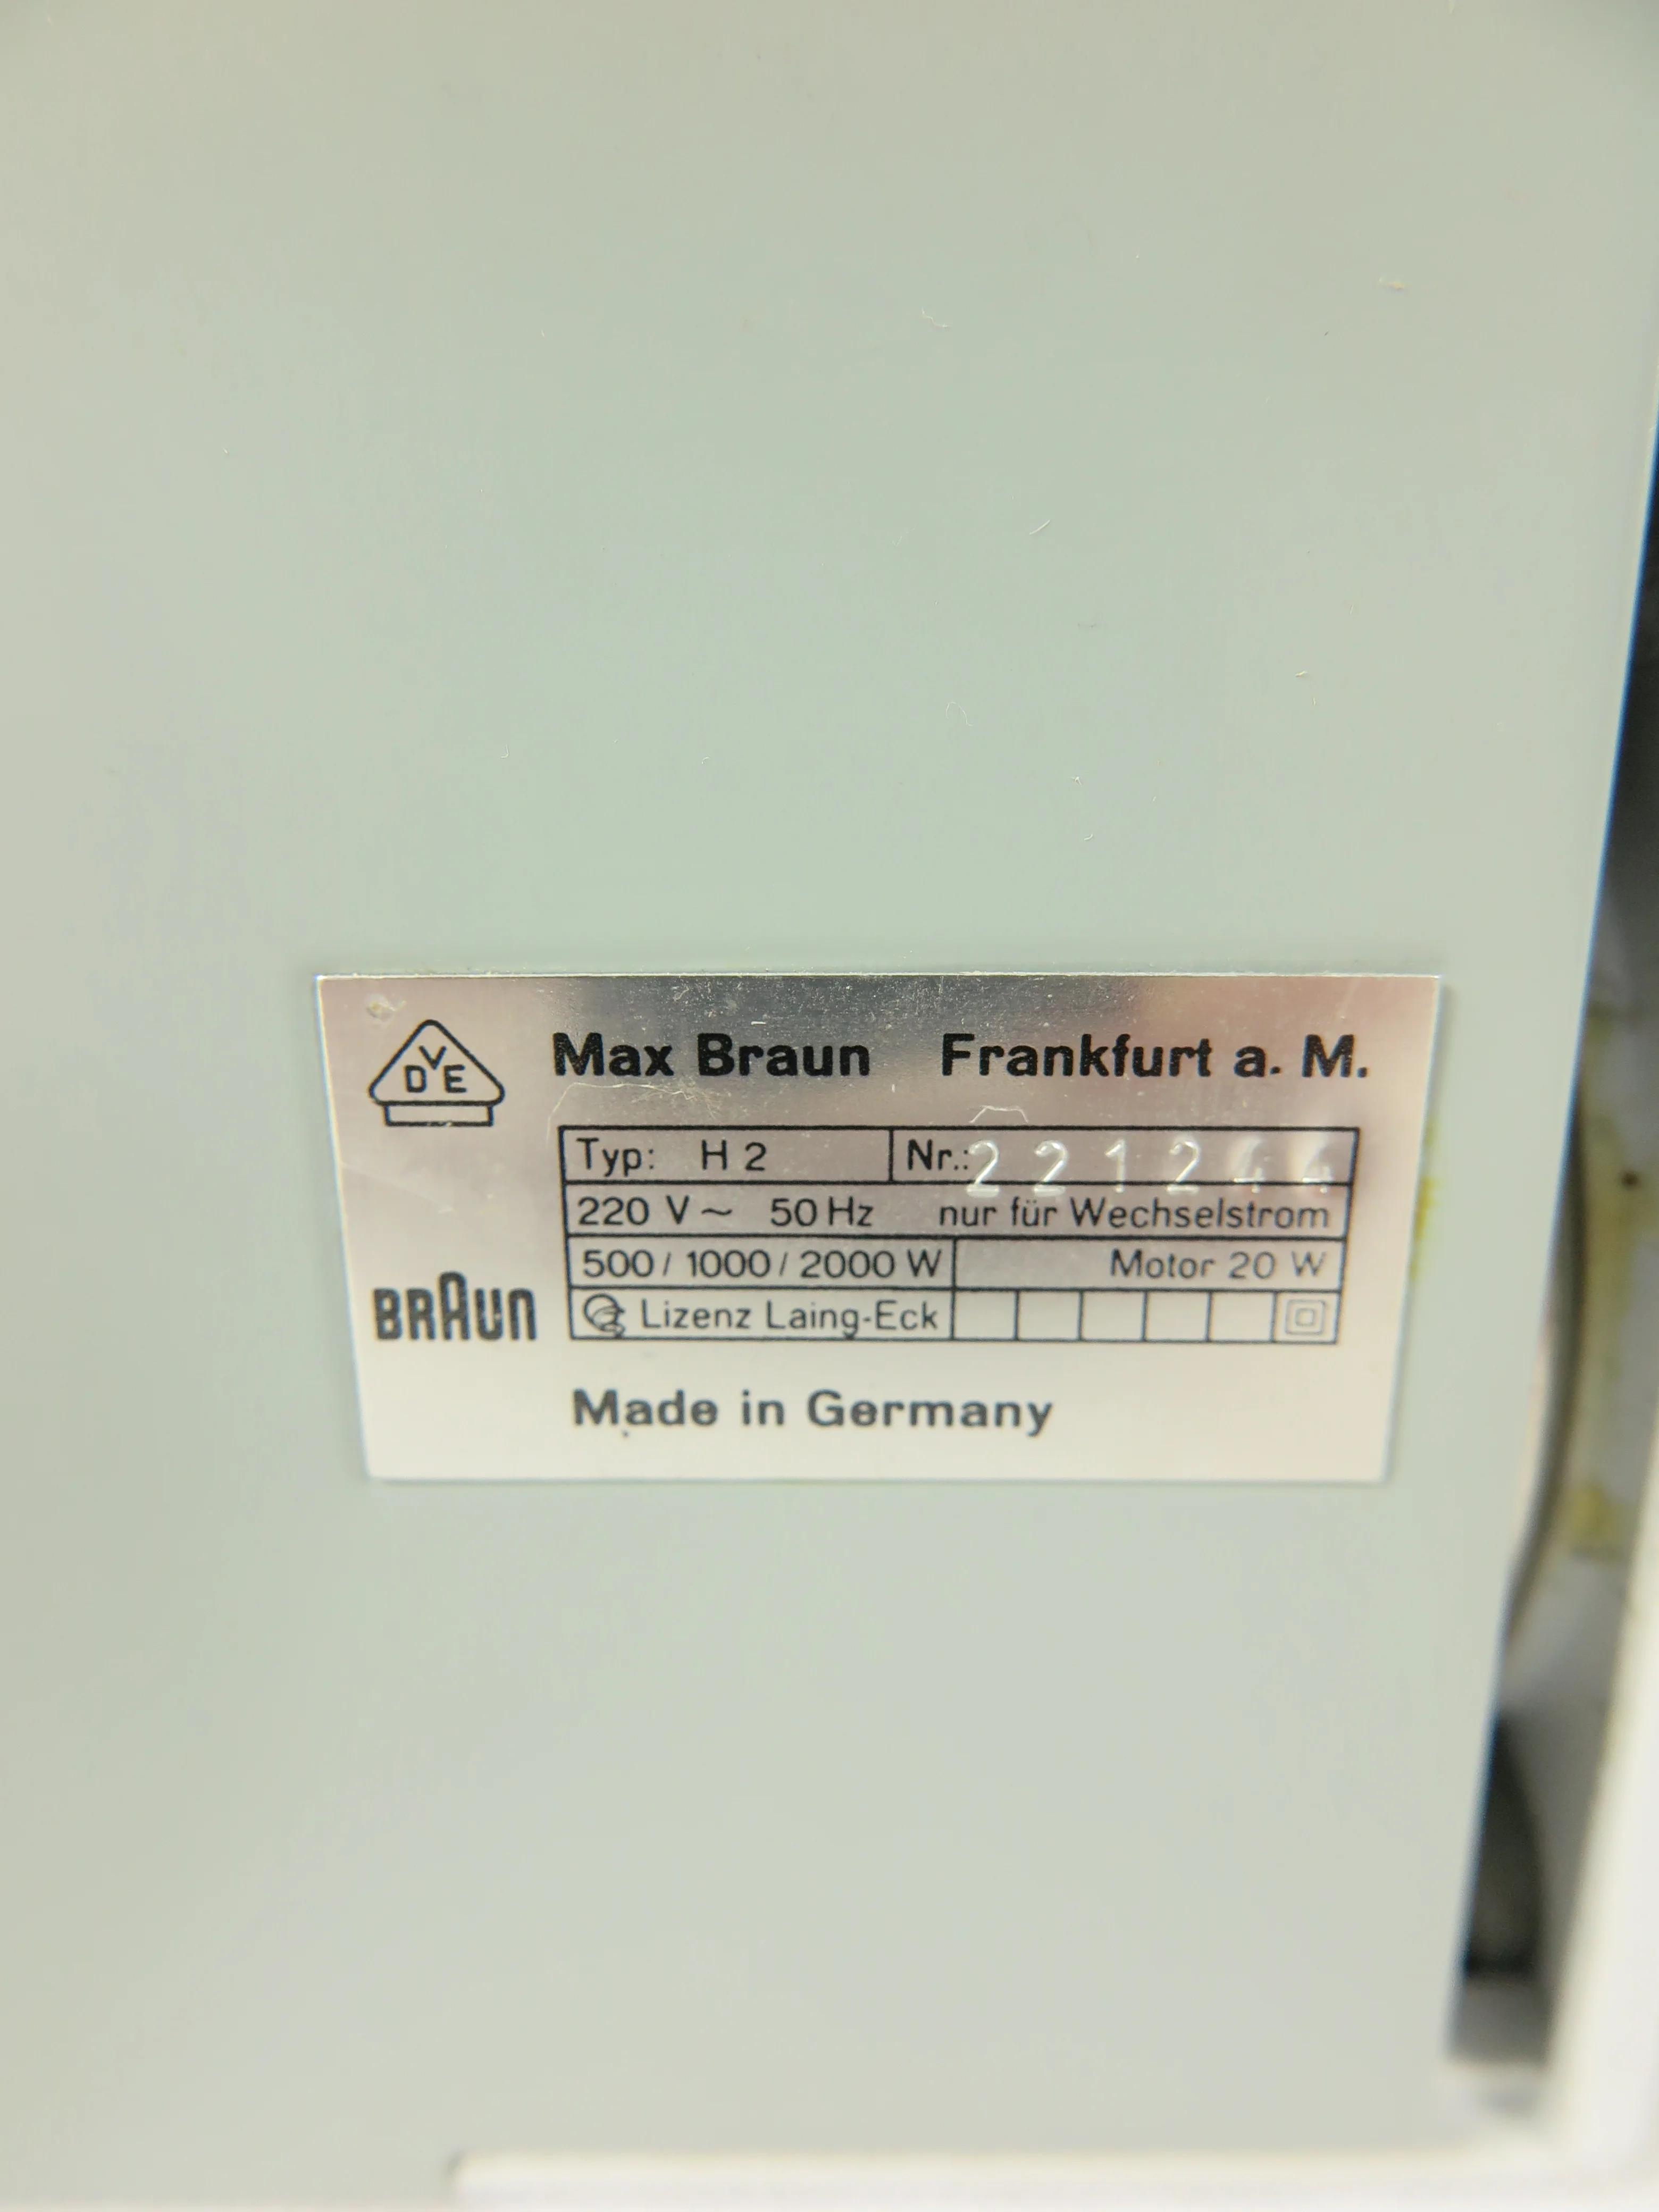 VDE
Max Braun Frankfurt a. M.
Typ: H 2 Nr.: 221244
220 V ~ 50 Hz nur für Wechselstrom
500 / 1000 / 2000 W Motor 20 W
BRAUN
Lizenz Laing-Eck
Made in Germany